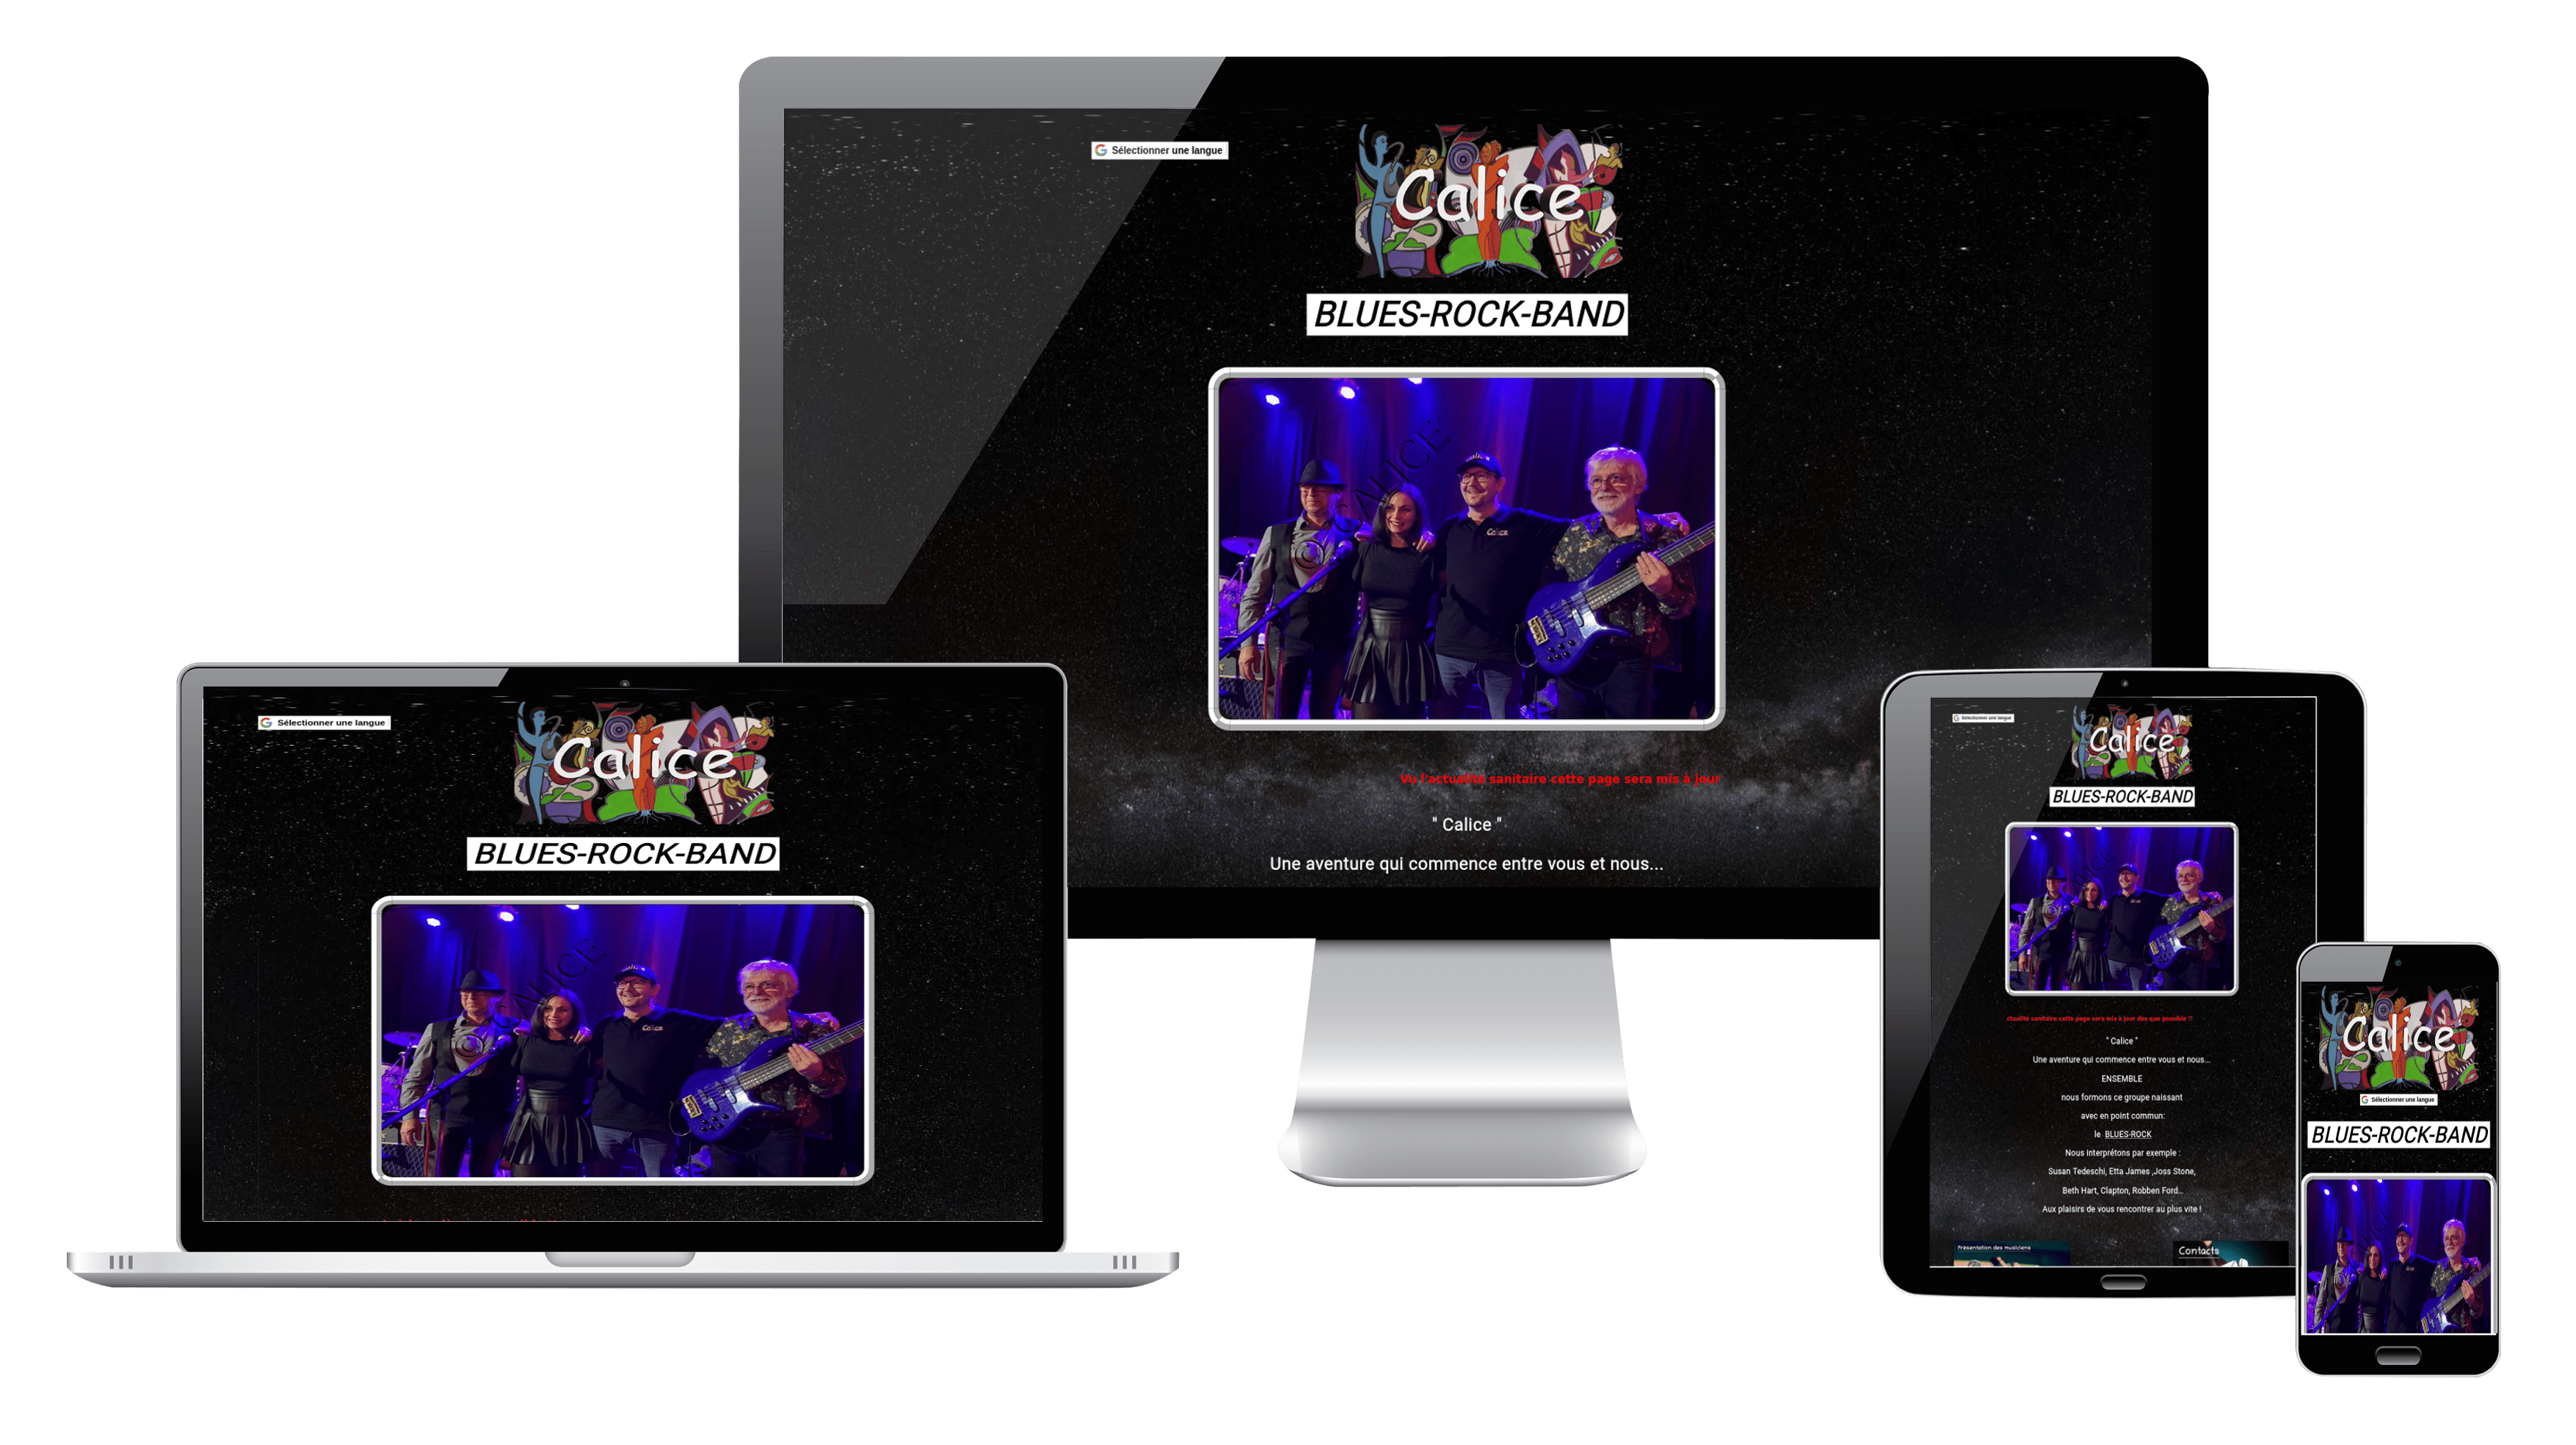 Sélectionner une langue
Calice
BLUES-ROCK-BAND
© CALICE
Calice
Vu l'actualité sanitaire cette page sera mis à jour
" Calice "
Une aventure qui commence entre vous et nous...
Sélectionner une langue
Calice
BLUES-ROCK-BAND
© CALICE
Calice
Sélectionner une langue
Calice
BLUES-ROCK-BAND
ctualité sanitaire cette page sera mis à jour dès que possible !!
" Calice "
Une aventure qui commence entre vous et nous...
ENSEMBLE
nous formons ce groupe naissant
avec en point commun:
le BLUES-ROCK
Nous interprétons par exemple :
Susan Tedeschi, Etta James ,Joss Stone,
Beth Hart, Clapton, Robben Ford...
Aux plaisirs de vous rencontrer au plus vite !
Présentation des musiciens
Contacts
Calice
Sélectionner une langue
BLUES-ROCK-BAND